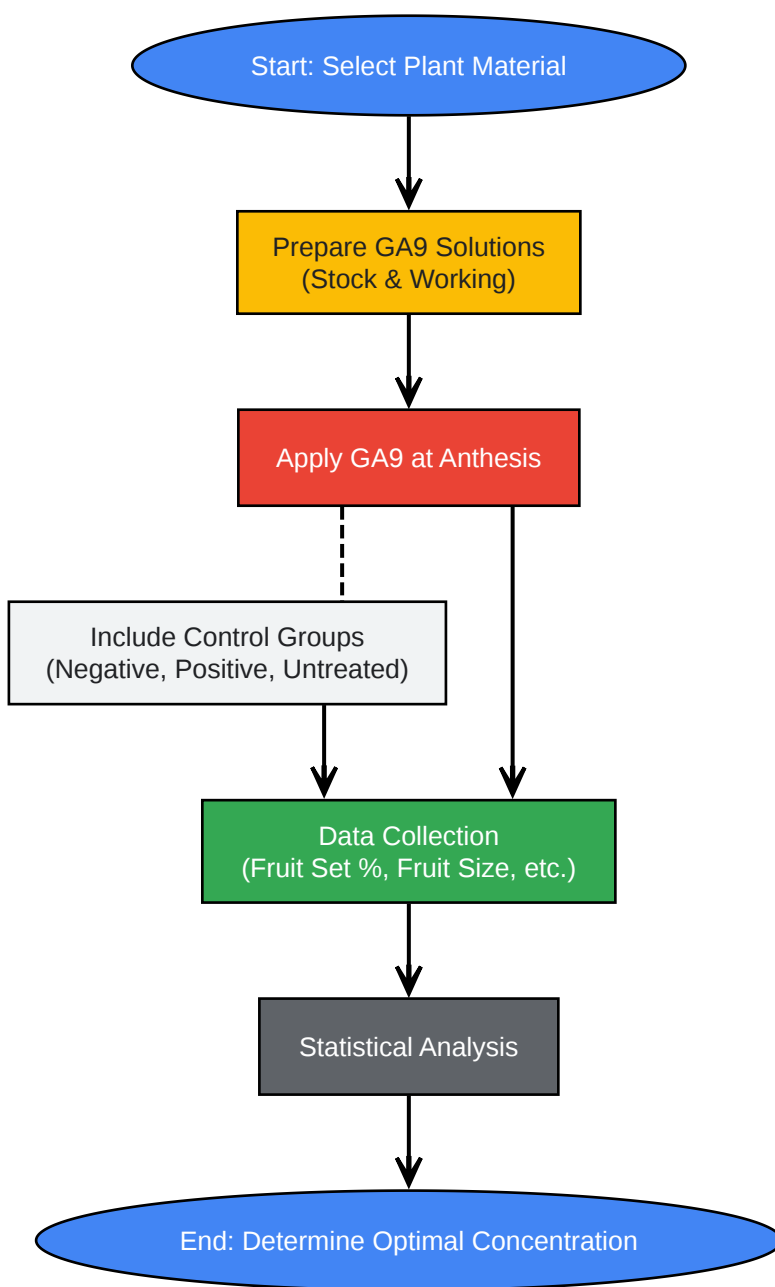 Start: Select Plant Material
Prepare GA9 Solutions
(Stock & Working)
Apply GA9 at Anthesis
Include Control Groups
(Negative, Positive, Untreated)
Data Collection
(Fruit Set %, Fruit Size, etc.)
Statistical Analysis
End: Determine Optimal Concentration